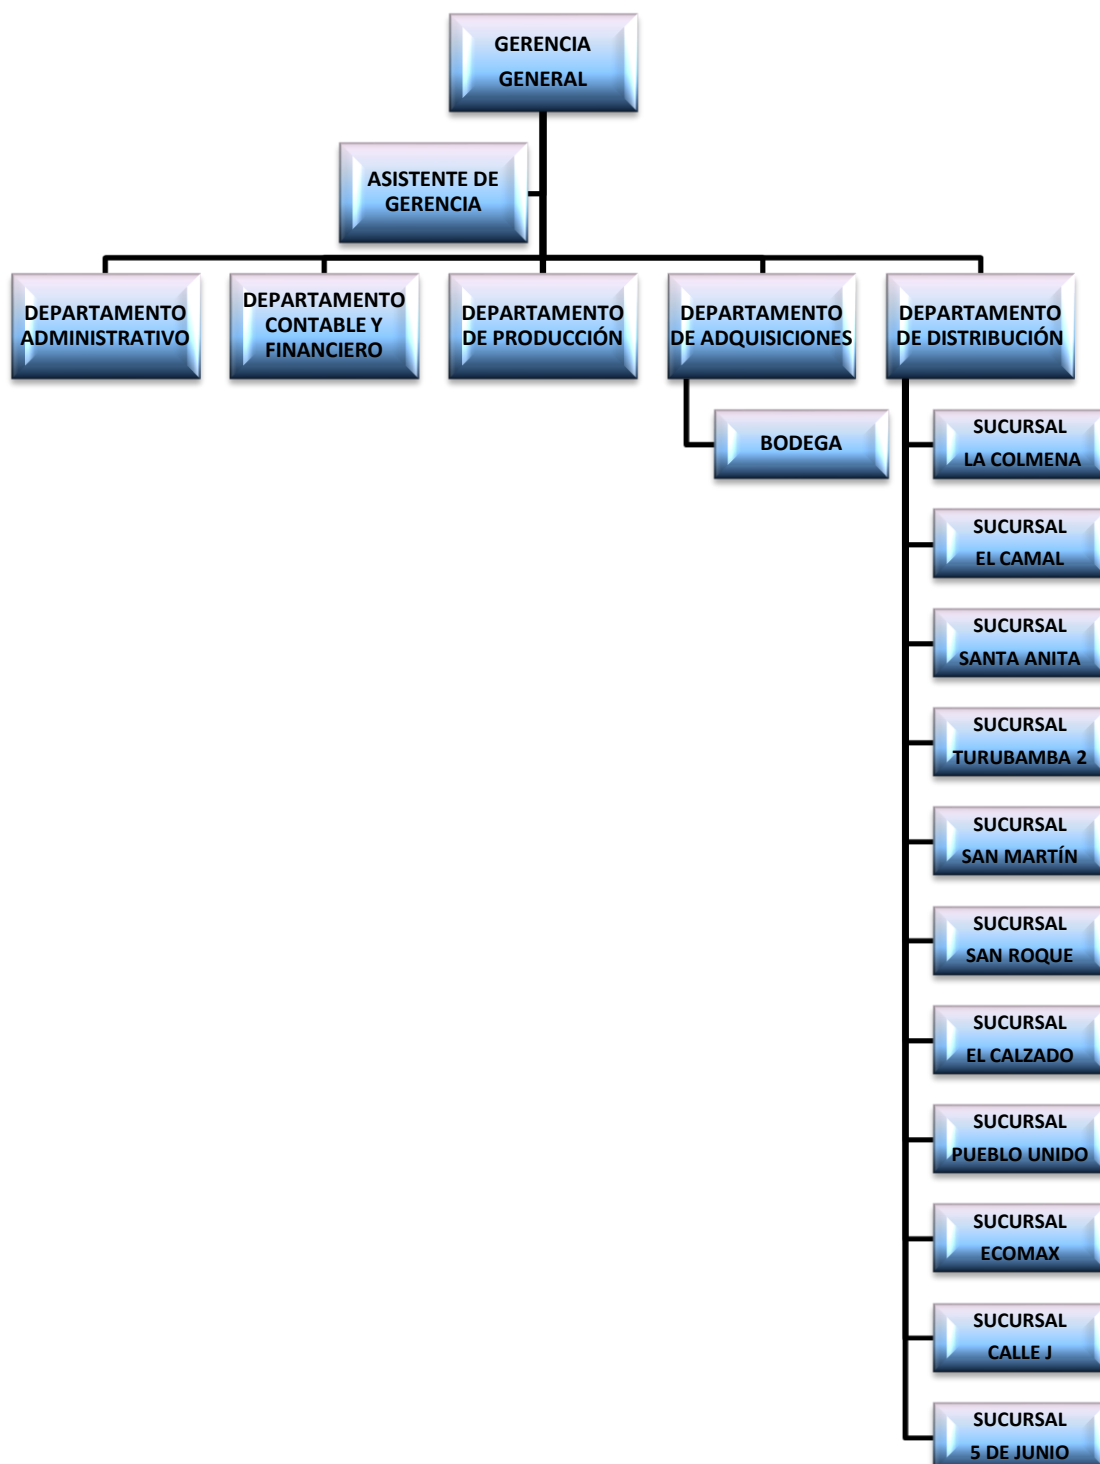 GERENCIA
GENERAL
ASISTENTE DE
GERENCIA
DEPARTAMENTO
ADMINISTRATIVO
DEPARTAMENTO
CONTABLE Y
FINANCIERO
DEPARTAMENTO
DE PRODUCCIÓN
DEPARTAMENTO
DE ADQUISICIONES
DEPARTAMENTO
DE DISTRIBUCIÓN
BODEGA
SUCURSAL
LA COLMENA
SUCURSAL
EL CAMAL
SUCURSAL
SANTA ANITA
SUCURSAL
TURUBAMBA 2
SUCURSAL
SAN MARTÍN
SUCURSAL
SAN ROQUE
SUCURSAL
EL CALZADO
SUCURSAL
PUEBLO UNIDO
SUCURSAL
ECOMAX
SUCURSAL
CALLE J
SUCURSAL
5 DE JUNIO